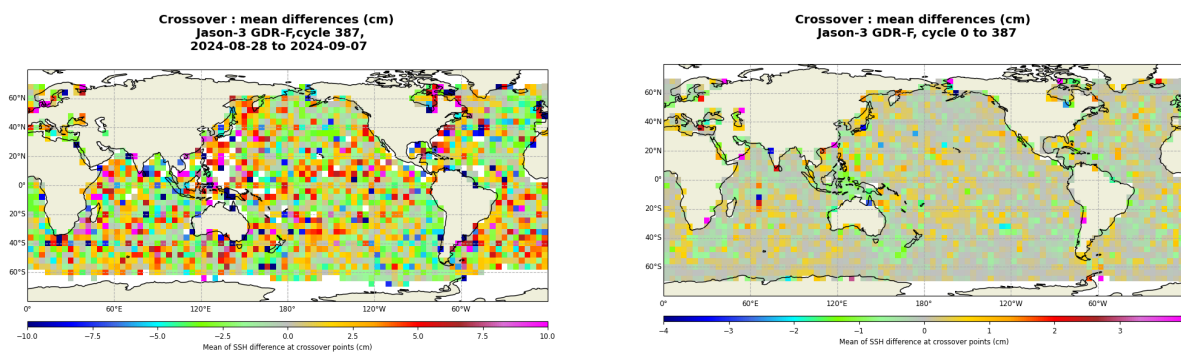 Crossover : mean differences (cm)
Jason-3 GDR-F,cycle 387,
2024-08-28 to 2024-09-07
60°N
40°N
20°N
0°
20°S
40°S
60°S
0° 60°E 120°E 180° 120°W 60°W
−10.0 −7.5 −5.0 −2.5 0.0 2.5 5.0 7.5 10.0
Mean of SSH difference at crossover points (cm)
Crossover : mean differences (cm)
Jason-3 GDR-F, cycle 0 to 387
60°N
40°N
20°N
0°
20°S
40°S
60°S
0° 60°E 120°E 180° 120°W 60°W
−4 −3 −2 −1 0 1 2 3
Mean of SSH difference at crossover points (cm)